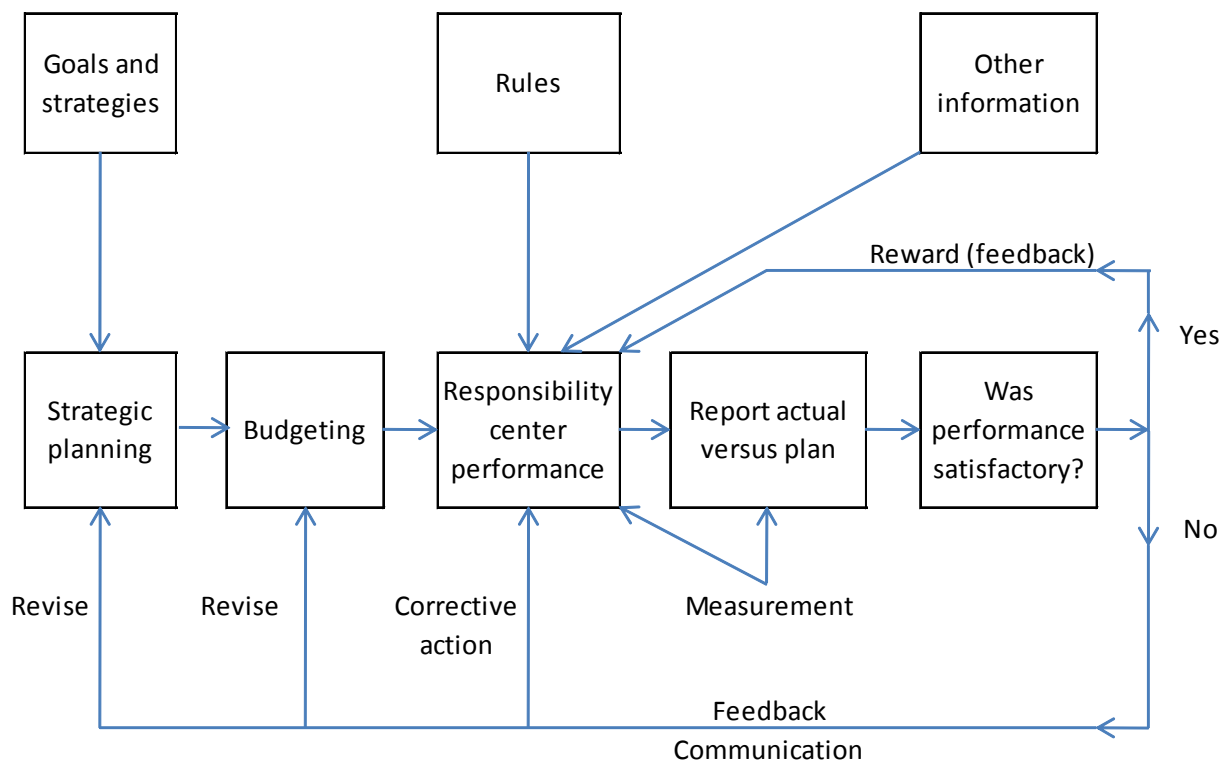 Goals and
strategies
Rules
Other
information
Reward (feedback)
Yes
Strategic
planning
Budgeting
Responsibility
center
performance
Report actual
versus plan
Was
performance
satisfactory?
No
Revise
Revise
Corrective
action
Measurement
Feedback
Communication